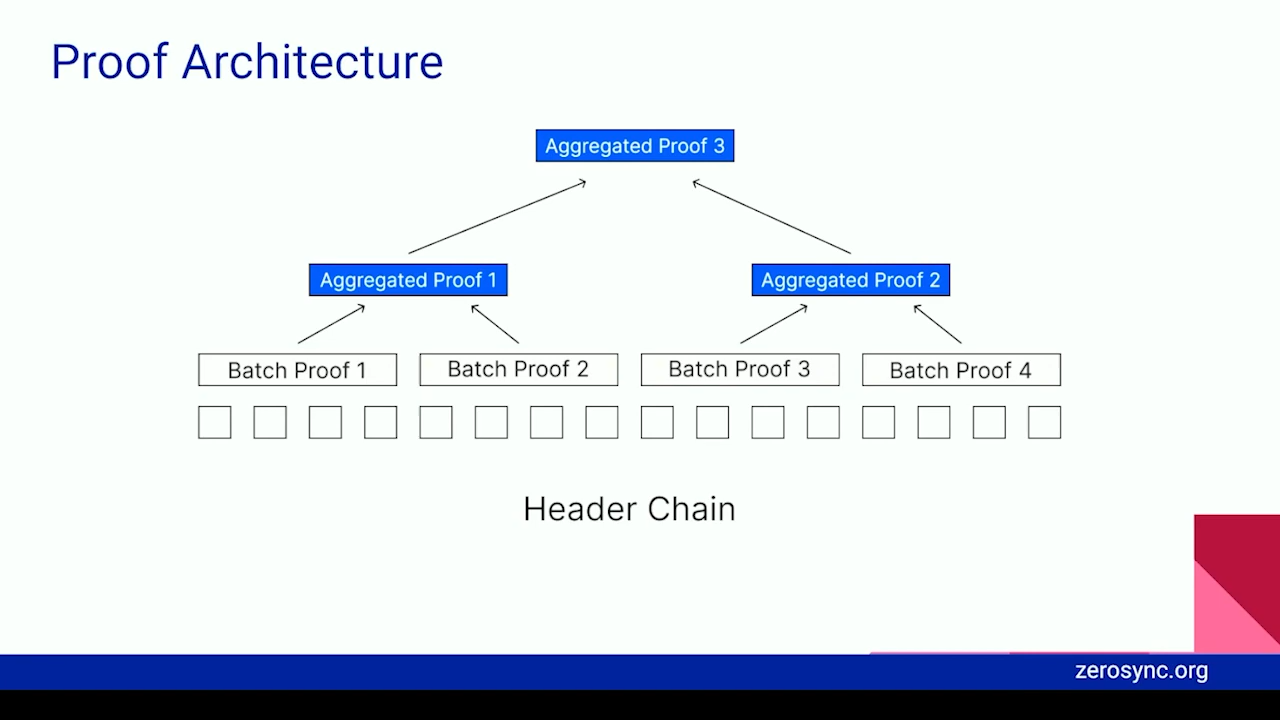 Proof Architecture
Aggregated Proof 3
Aggregated Proof 1
Aggregated Proof 2
Batch Proof 1
Batch Proof 2
Batch Proof 3
Batch Proof 4
Header Chain
zerosync.org